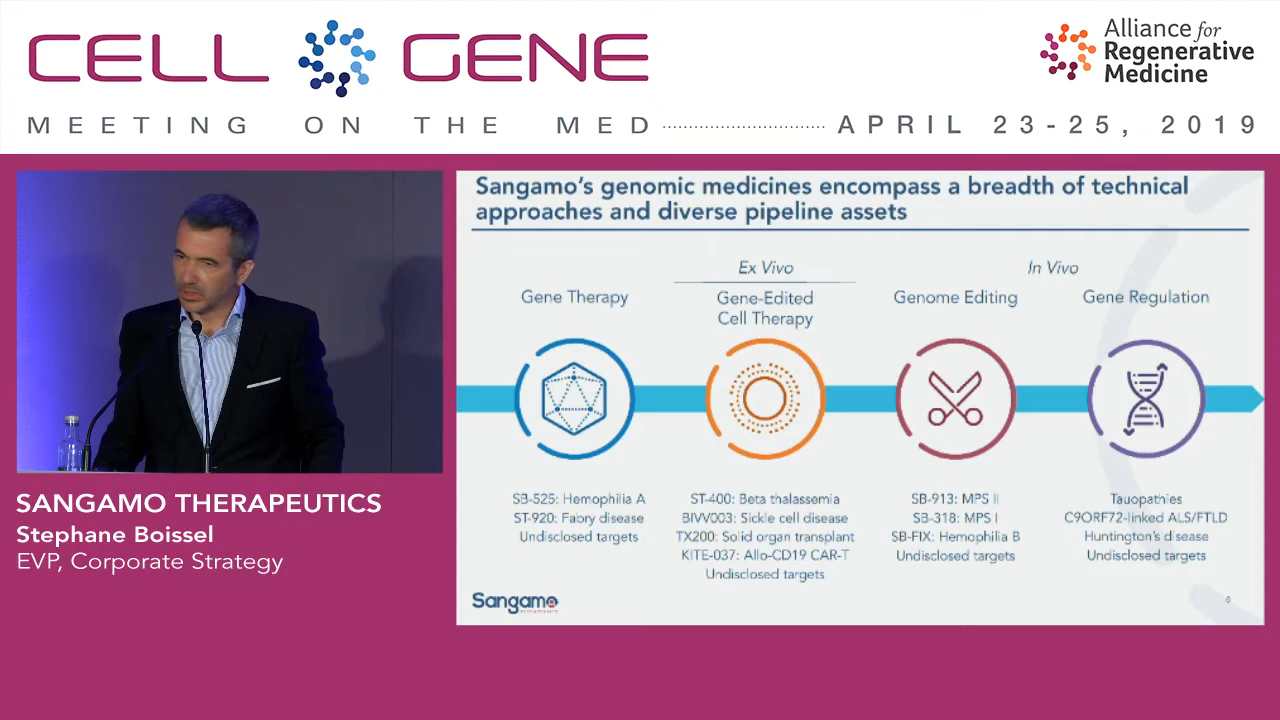 CELL GENE
Alliance for
Regenerative
Medicine
MEETING ON THE MED
APRIL 23-25, 2019
Sangamo's genomic medicines encompass a breadth of technical
approaches and diverse pipeline assets
Ex Vivo
In Vivo
Gene Therapy
Gene-Edited
Cell Therapy
Genome Editing
Gene Regulation
SB-525: Hemophilia A
ST-920: Fabry disease
Undisclosed targets
ST-400: Beta thalassemia
BIVV003: Sickle cell disease
TX200: Solid organ transplant
KITE-037: Allo-CD19 CAR-T
Undisclosed targets
SB-913: MPS II
SB-318: MPS I
SB-FIX: Hemophilia B
Undisclosed targets
Tauopathies
C9ORF72-linked ALS/FTLD
Huntington's disease
Undisclosed targets
Sangamo
SANGAMO THERAPEUTICS
Stephane Boissel
EVP, Corporate Strategy